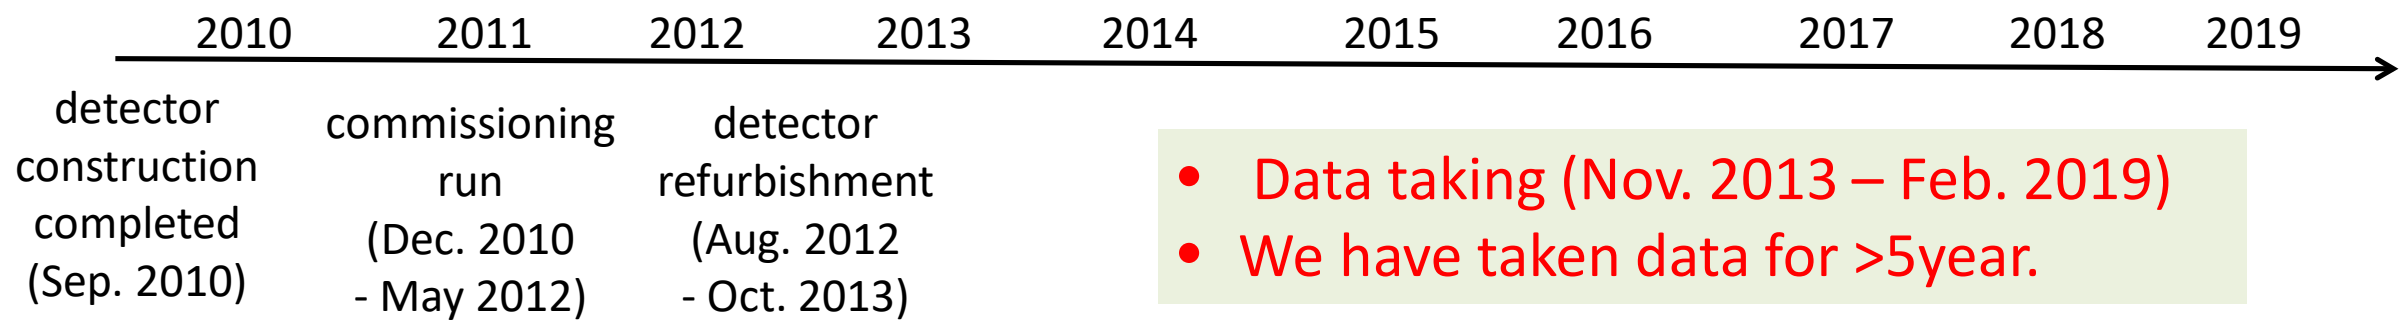 2010 2011 2012 2013 2014 2015 2016 2017 2018 2019
detector
construction
completed
(Sep. 2010)
commissioning
run
(Dec. 2010
- May 2012)
detector
refurbishment
(Aug. 2012
- Oct. 2013)
• Data taking (Nov. 2013 – Feb. 2019)
• We have taken data for >5year.